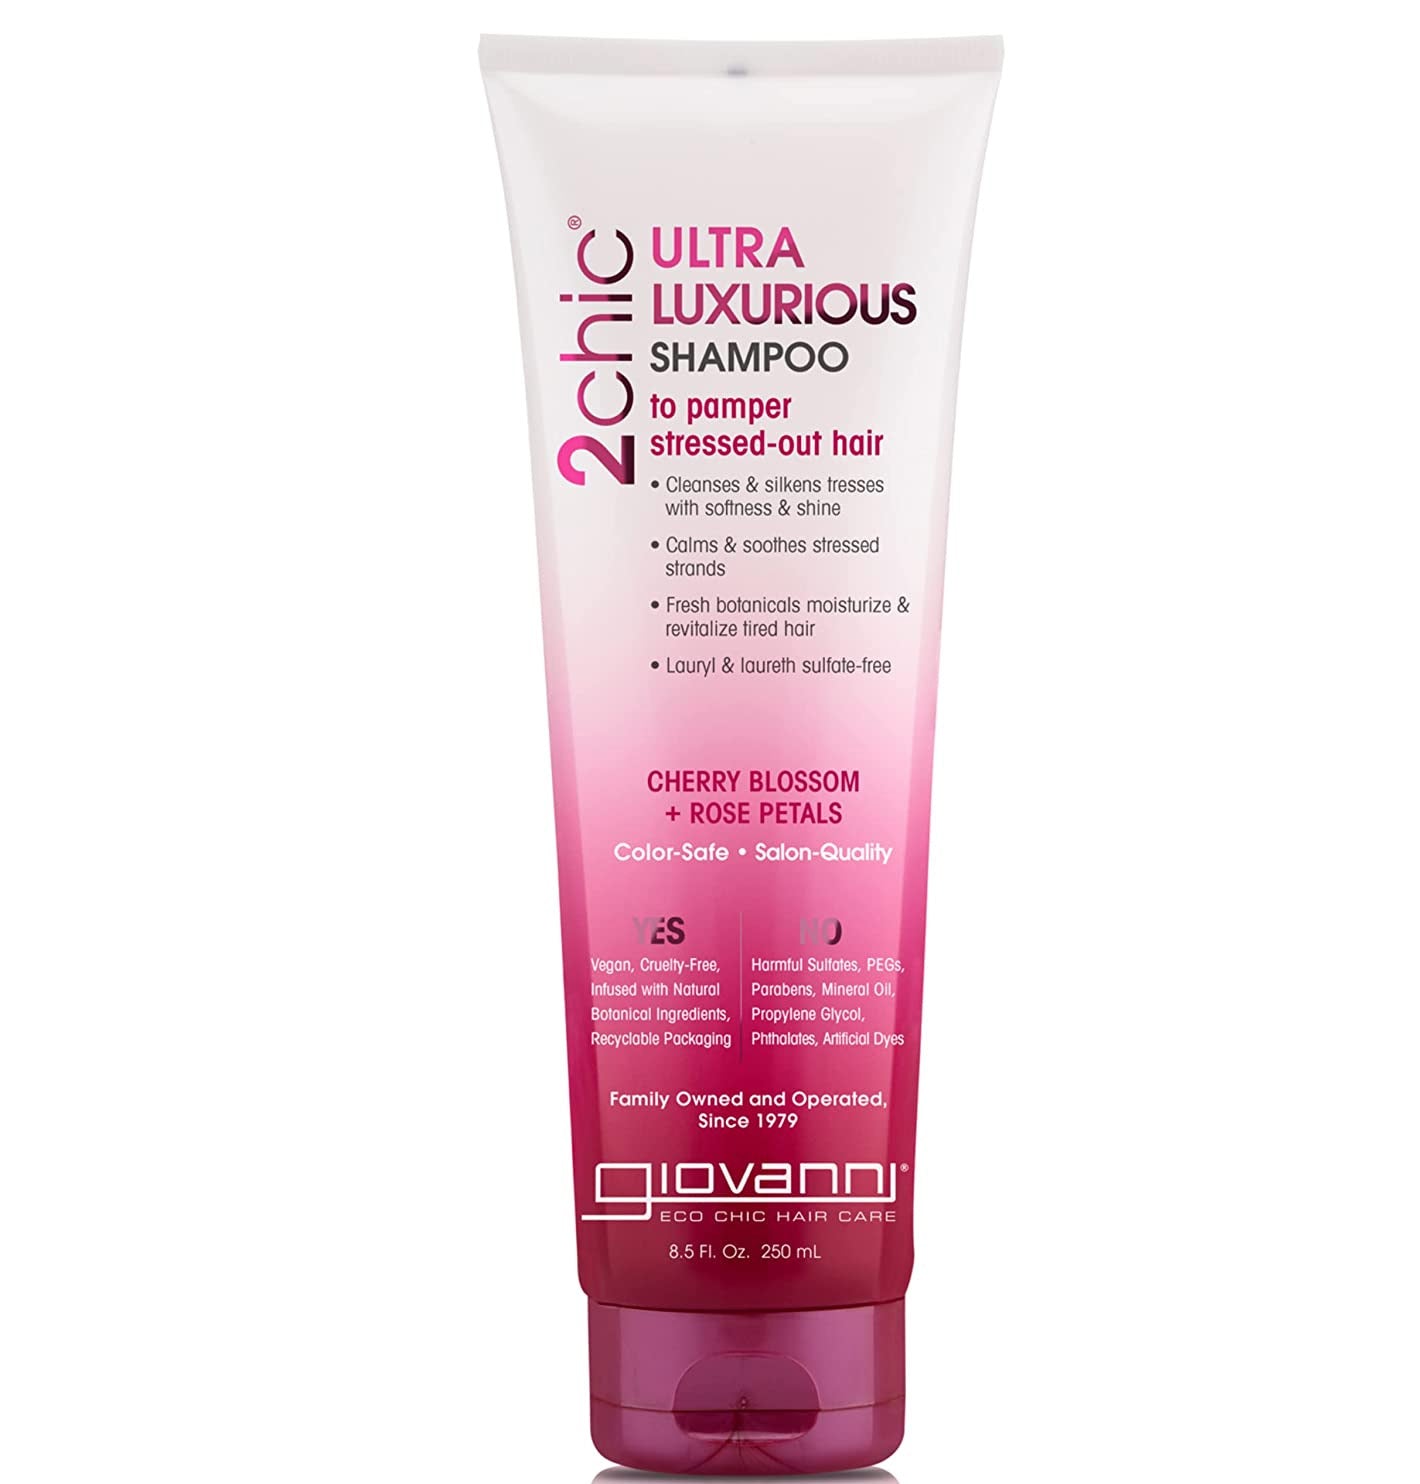 2chic®
ULTRA
LUXURIOUS
SHAMPOO
to pamper
stressed-out hair
• Cleanses & silkens tresses
with softness & shine
• Calms & soothes stressed
strands
• Fresh botanicals moisturize &
revitalize tired hair
• Lauryl & laureth sulfate-free
CHERRY BLOSSOM
+ ROSE PETALS
Color-Safe • Salon-Quality
YES
Vegan, Cruelty-Free,
Infused with Natural
Botanical Ingredients,
Recyclable Packaging
NO
Harmful Sulfates, PEGs,
Parabens, Mineral Oil,
Propylene Glycol,
Phthalates, Artificial Dyes
Family Owned and Operated,
Since 1979
giovanni®
ECO CHIC HAIR CARE
8.5 Fl. Oz. 250 mL